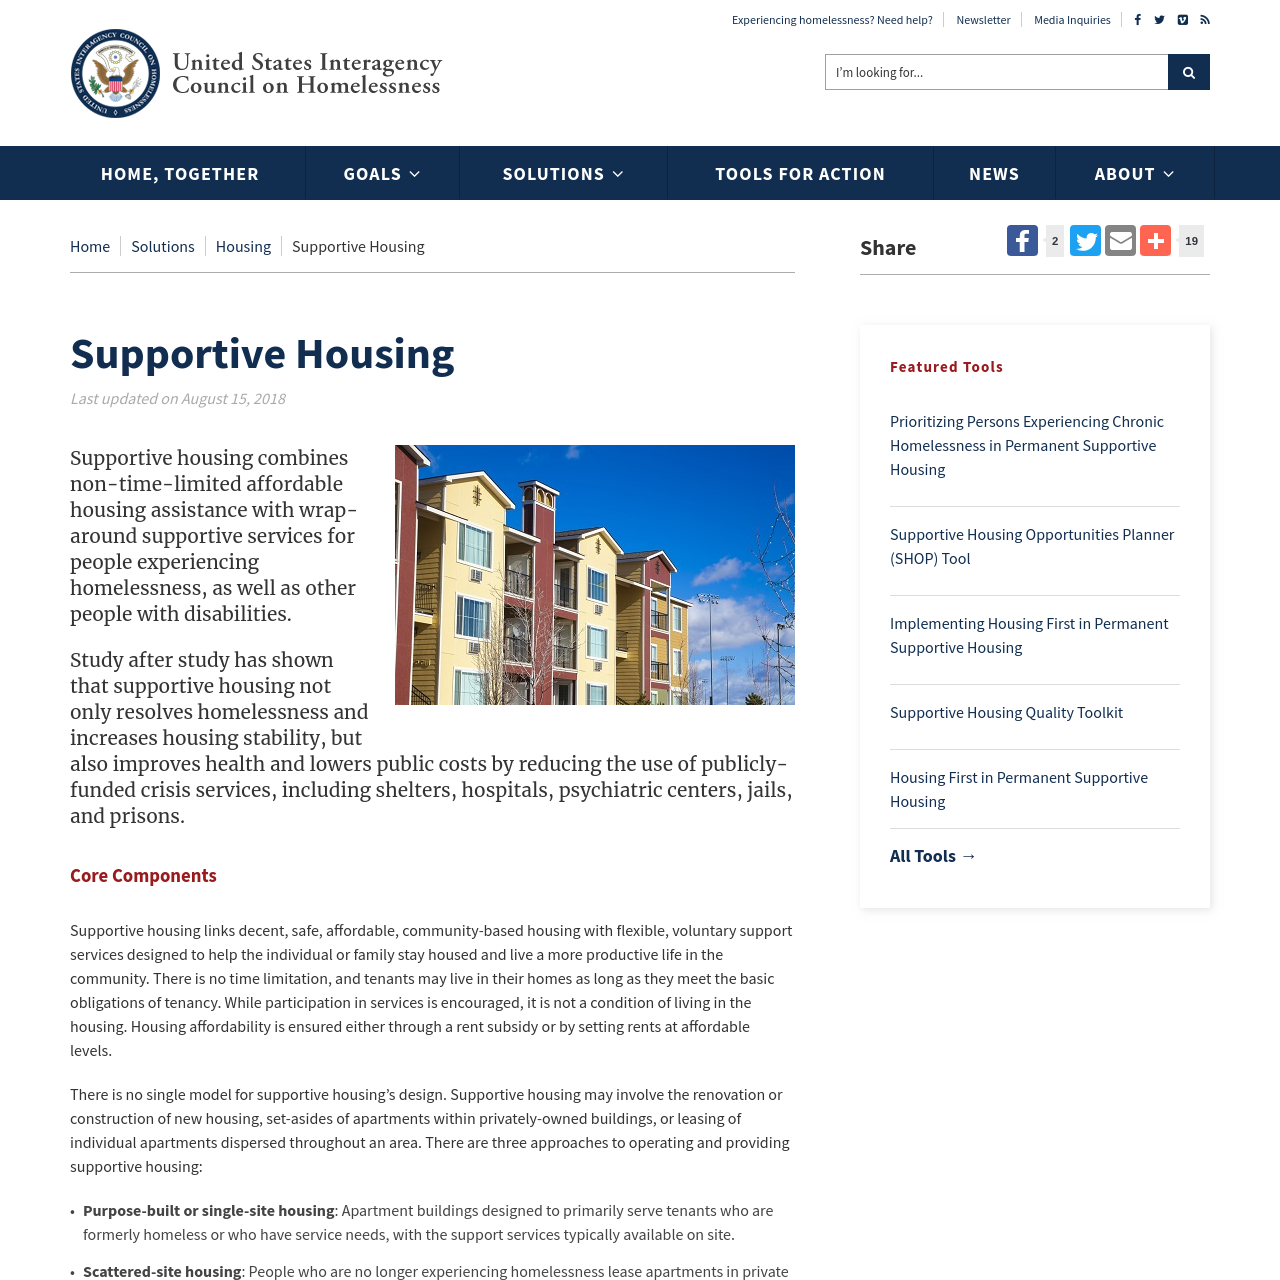 Experiencing homelessness? Need help?
Newsletter
Media Inquiries
UNITED STATES INTERAGENCY COUNCIL ON HOMELESSNESS
United States Interagency
Council on Homelessness
I'm looking for...
HOME, TOGETHER
GOALS
SOLUTIONS
TOOLS FOR ACTION
NEWS
ABOUT
Home
Solutions
Housing
Supportive Housing
Share
2
19
Supportive Housing
Last updated on August 15, 2018
Supportive housing combines
non-time-limited affordable
housing assistance with wrap-
around supportive services for
people experiencing
homelessness, as well as other
people with disabilities.
Study after study has shown
that supportive housing not
only resolves homelessness and
increases housing stability, but
also improves health and lowers public costs by reducing the use of publicly-
funded crisis services, including shelters, hospitals, psychiatric centers, jails,
and prisons.
Core Components
Supportive housing links decent, safe, affordable, community-based housing with flexible, voluntary support
services designed to help the individual or family stay housed and live a more productive life in the
community. There is no time limitation, and tenants may live in their homes as long as they meet the basic
obligations of tenancy. While participation in services is encouraged, it is not a condition of living in the
housing. Housing affordability is ensured either through a rent subsidy or by setting rents at affordable
levels.
There is no single model for supportive housing’s design. Supportive housing may involve the renovation or
construction of new housing, set-asides of apartments within privately-owned buildings, or leasing of
individual apartments dispersed throughout an area. There are three approaches to operating and providing
supportive housing:
• Purpose-built or single-site housing: Apartment buildings designed to primarily serve tenants who are
formerly homeless or who have service needs, with the support services typically available on site.
• Scattered-site housing: People who are no longer experiencing homelessness lease apartments in private
Featured Tools
Prioritizing Persons Experiencing Chronic
Homelessness in Permanent Supportive
Housing
Supportive Housing Opportunities Planner
(SHOP) Tool
Implementing Housing First in Permanent
Supportive Housing
Supportive Housing Quality Toolkit
Housing First in Permanent Supportive
Housing
All Tools →